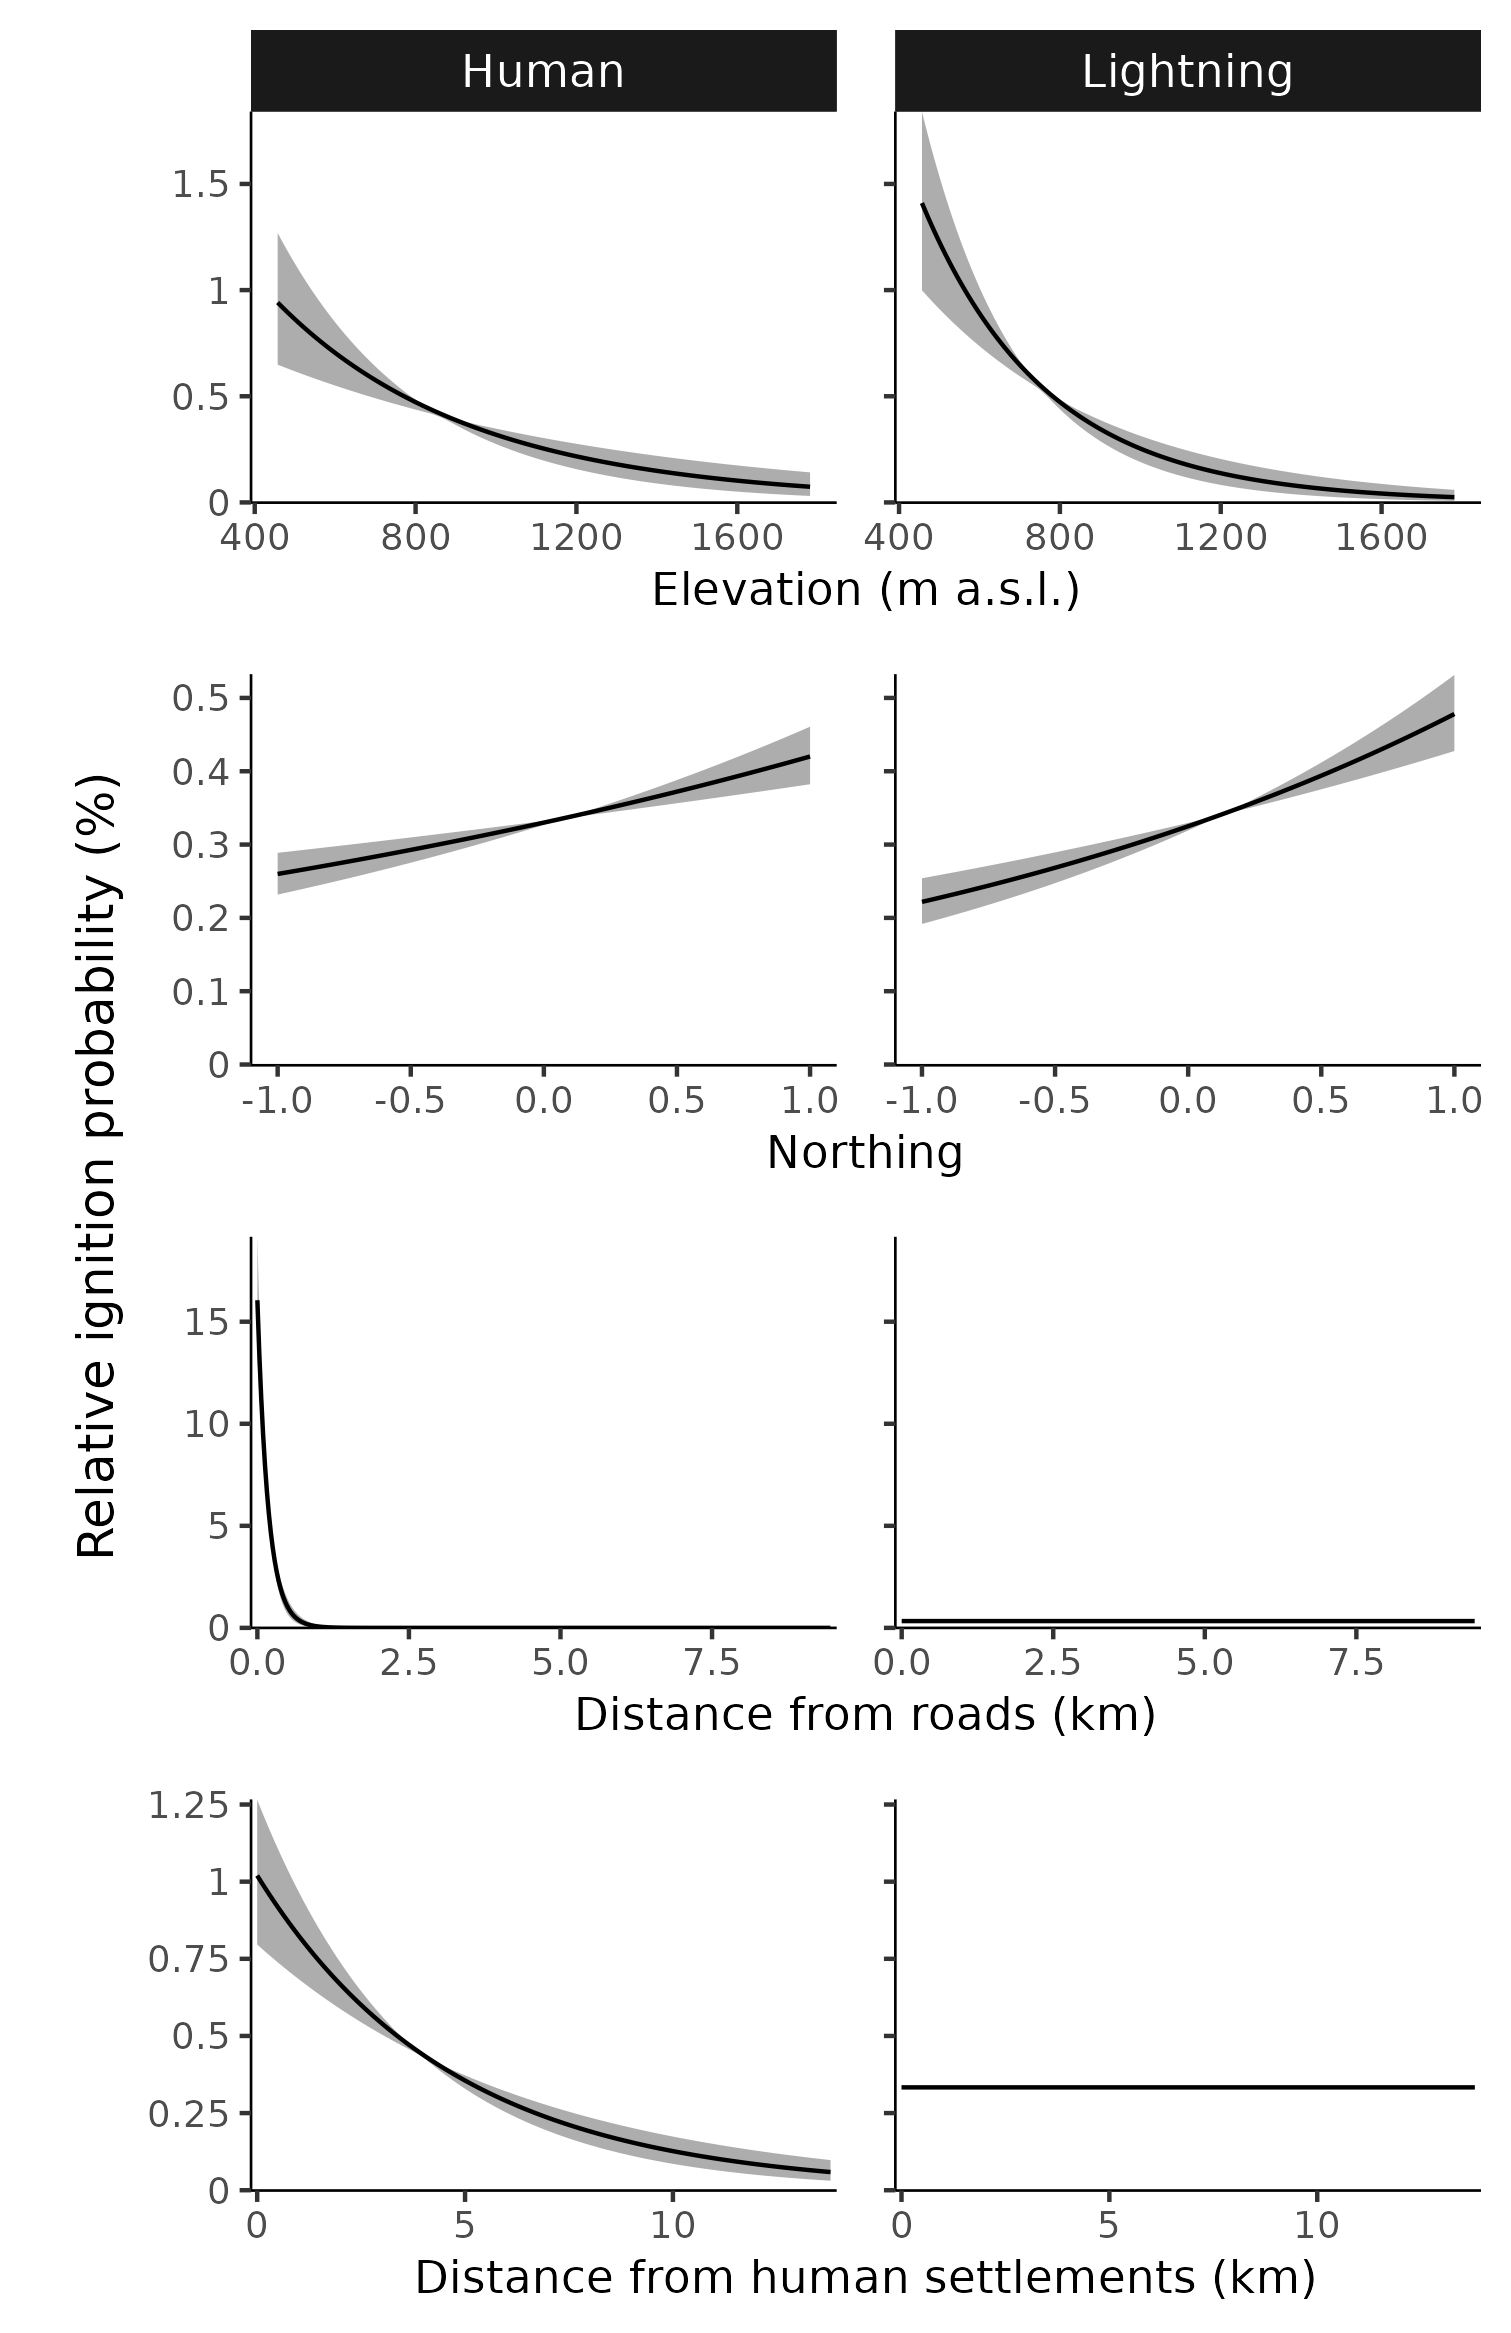 Human
Lightning
1.5
1
0.5
0
400 800 1200 1600
400 800 1200 1600
Elevation (m a.s.l.)
Relative ignition probability (%)
0.5
0.4
0.3
0.2
0.1
0
-1.0 -0.5 0.0 0.5 1.0
-1.0 -0.5 0.0 0.5 1.0
Northing
15
10
5
0
0.0 2.5 5.0 7.5
0.0 2.5 5.0 7.5
Distance from roads (km)
1.25
1
0.75
0.5
0.25
0
0 5 10
0 5 10
Distance from human settlements (km)